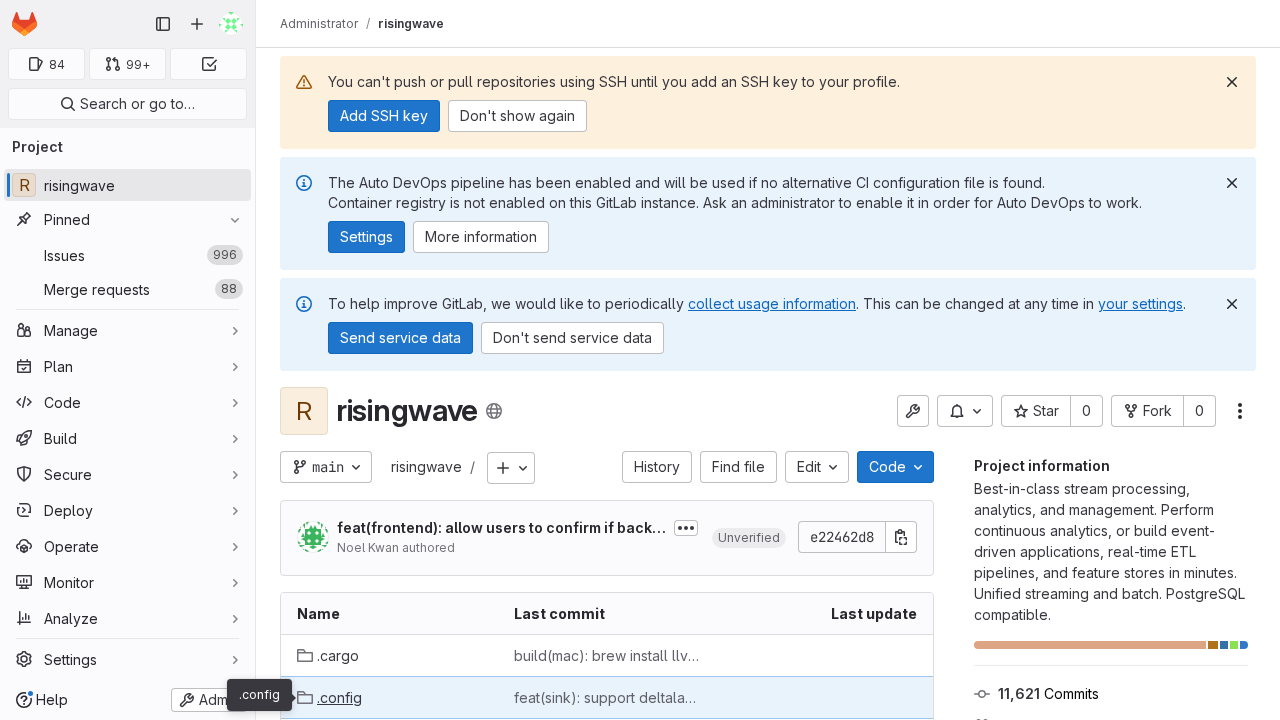 Administrator / risingwave
84
99+
Search or go to…
Project
R risingwave
Pinned
Issues 996
Merge requests 88
Manage
Plan
Code
Build
Secure
Deploy
Operate
Monitor
Analyze
Settings
Help
Adm
.config
You can't push or pull repositories using SSH until you add an SSH key to your profile.
Add SSH key Don't show again
The Auto DevOps pipeline has been enabled and will be used if no alternative CI configuration file is found.
Container registry is not enabled on this GitLab instance. Ask an administrator to enable it in order for Auto DevOps to work.
Settings More information
To help improve GitLab, we would like to periodically collect usage information. This can be changed at any time in your settings.
Send service data Don't send service data
R risingwave
Star 0 Fork 0
main risingwave / History Find file Edit Code
feat(frontend): allow users to confirm if back…
Noel Kwan authored
Unverified e22462d8
Name Last commit Last update
.cargo build(mac): brew install llv…
.config feat(sink): support deltala…
Project information
Best-in-class stream processing,
analytics, and management. Perform
continuous analytics, or build event-
driven applications, real-time ETL
pipelines, and feature stores in minutes.
Unified streaming and batch. PostgreSQL
compatible.
11,621 Commits